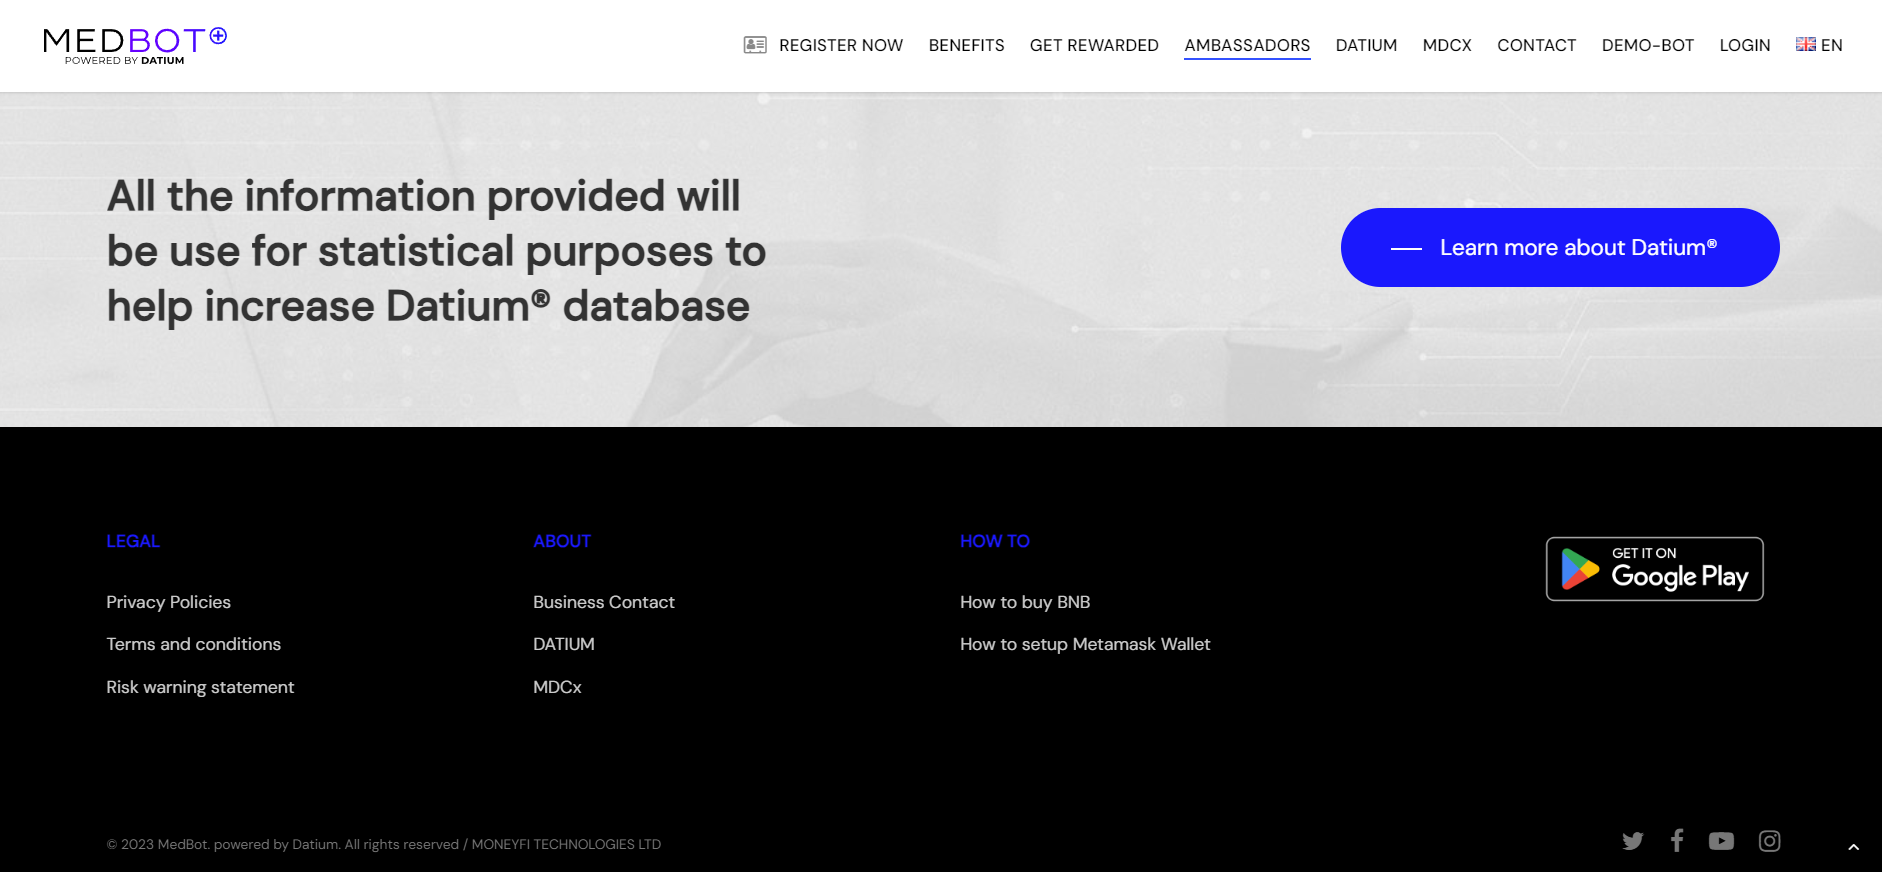 MEDBOT
POWERED BY DATIUM
REGISTER NOW
BENEFITS
GET REWARDED
AMBASSADORS
DATIUM
MDCX
CONTACT
DEMO-BOT
LOGIN
EN
All the information provided will
be use for statistical purposes to
help increase Datium® database
Learn more about Datium®
LEGAL
Privacy Policies
Terms and conditions
Risk warning statement
ABOUT
Business Contact
DATIUM
MDCx
HOW TO
How to buy BNB
How to setup Metamask Wallet
GET IT ON
Google Play
© 2023 MedBot. powered by Datium. All rights reserved / MONEYFI TECHNOLOGIES LTD